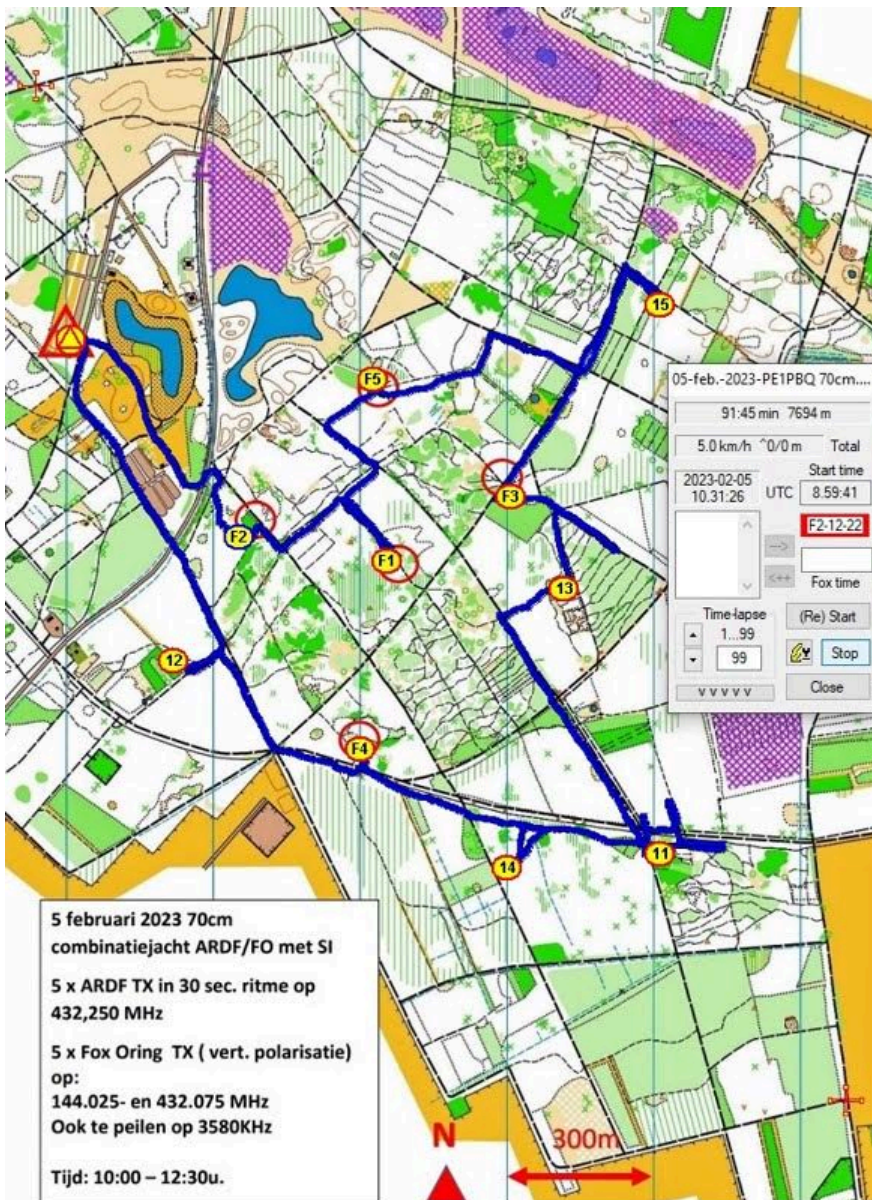 15
F5
05-feb.-2023-PE1PBQ 70cm....
91:45 min 7694 m
5.0 km/h ^0/0 m Total
Start time
2023-02-05
10.31:26
UTC
8.59:41
F2-12-22
-->
<++
Fox time
Time-lapse
1...99
99
(Re) Start
Stop
v v v v v
Close
F3
F2
F1
13
12
F4
11
14
5 februari 2023 70cm
combinatiejacht ARDF/FO met SI
5 x ARDF TX in 30 sec. ritme op
432,250 MHz
5 x Fox Oring TX ( vert. polarisatie)
op:
144.025- en 432.075 MHz
Ook te peilen op 3580KHz
Tijd: 10:00 – 12:30u.
N
300m